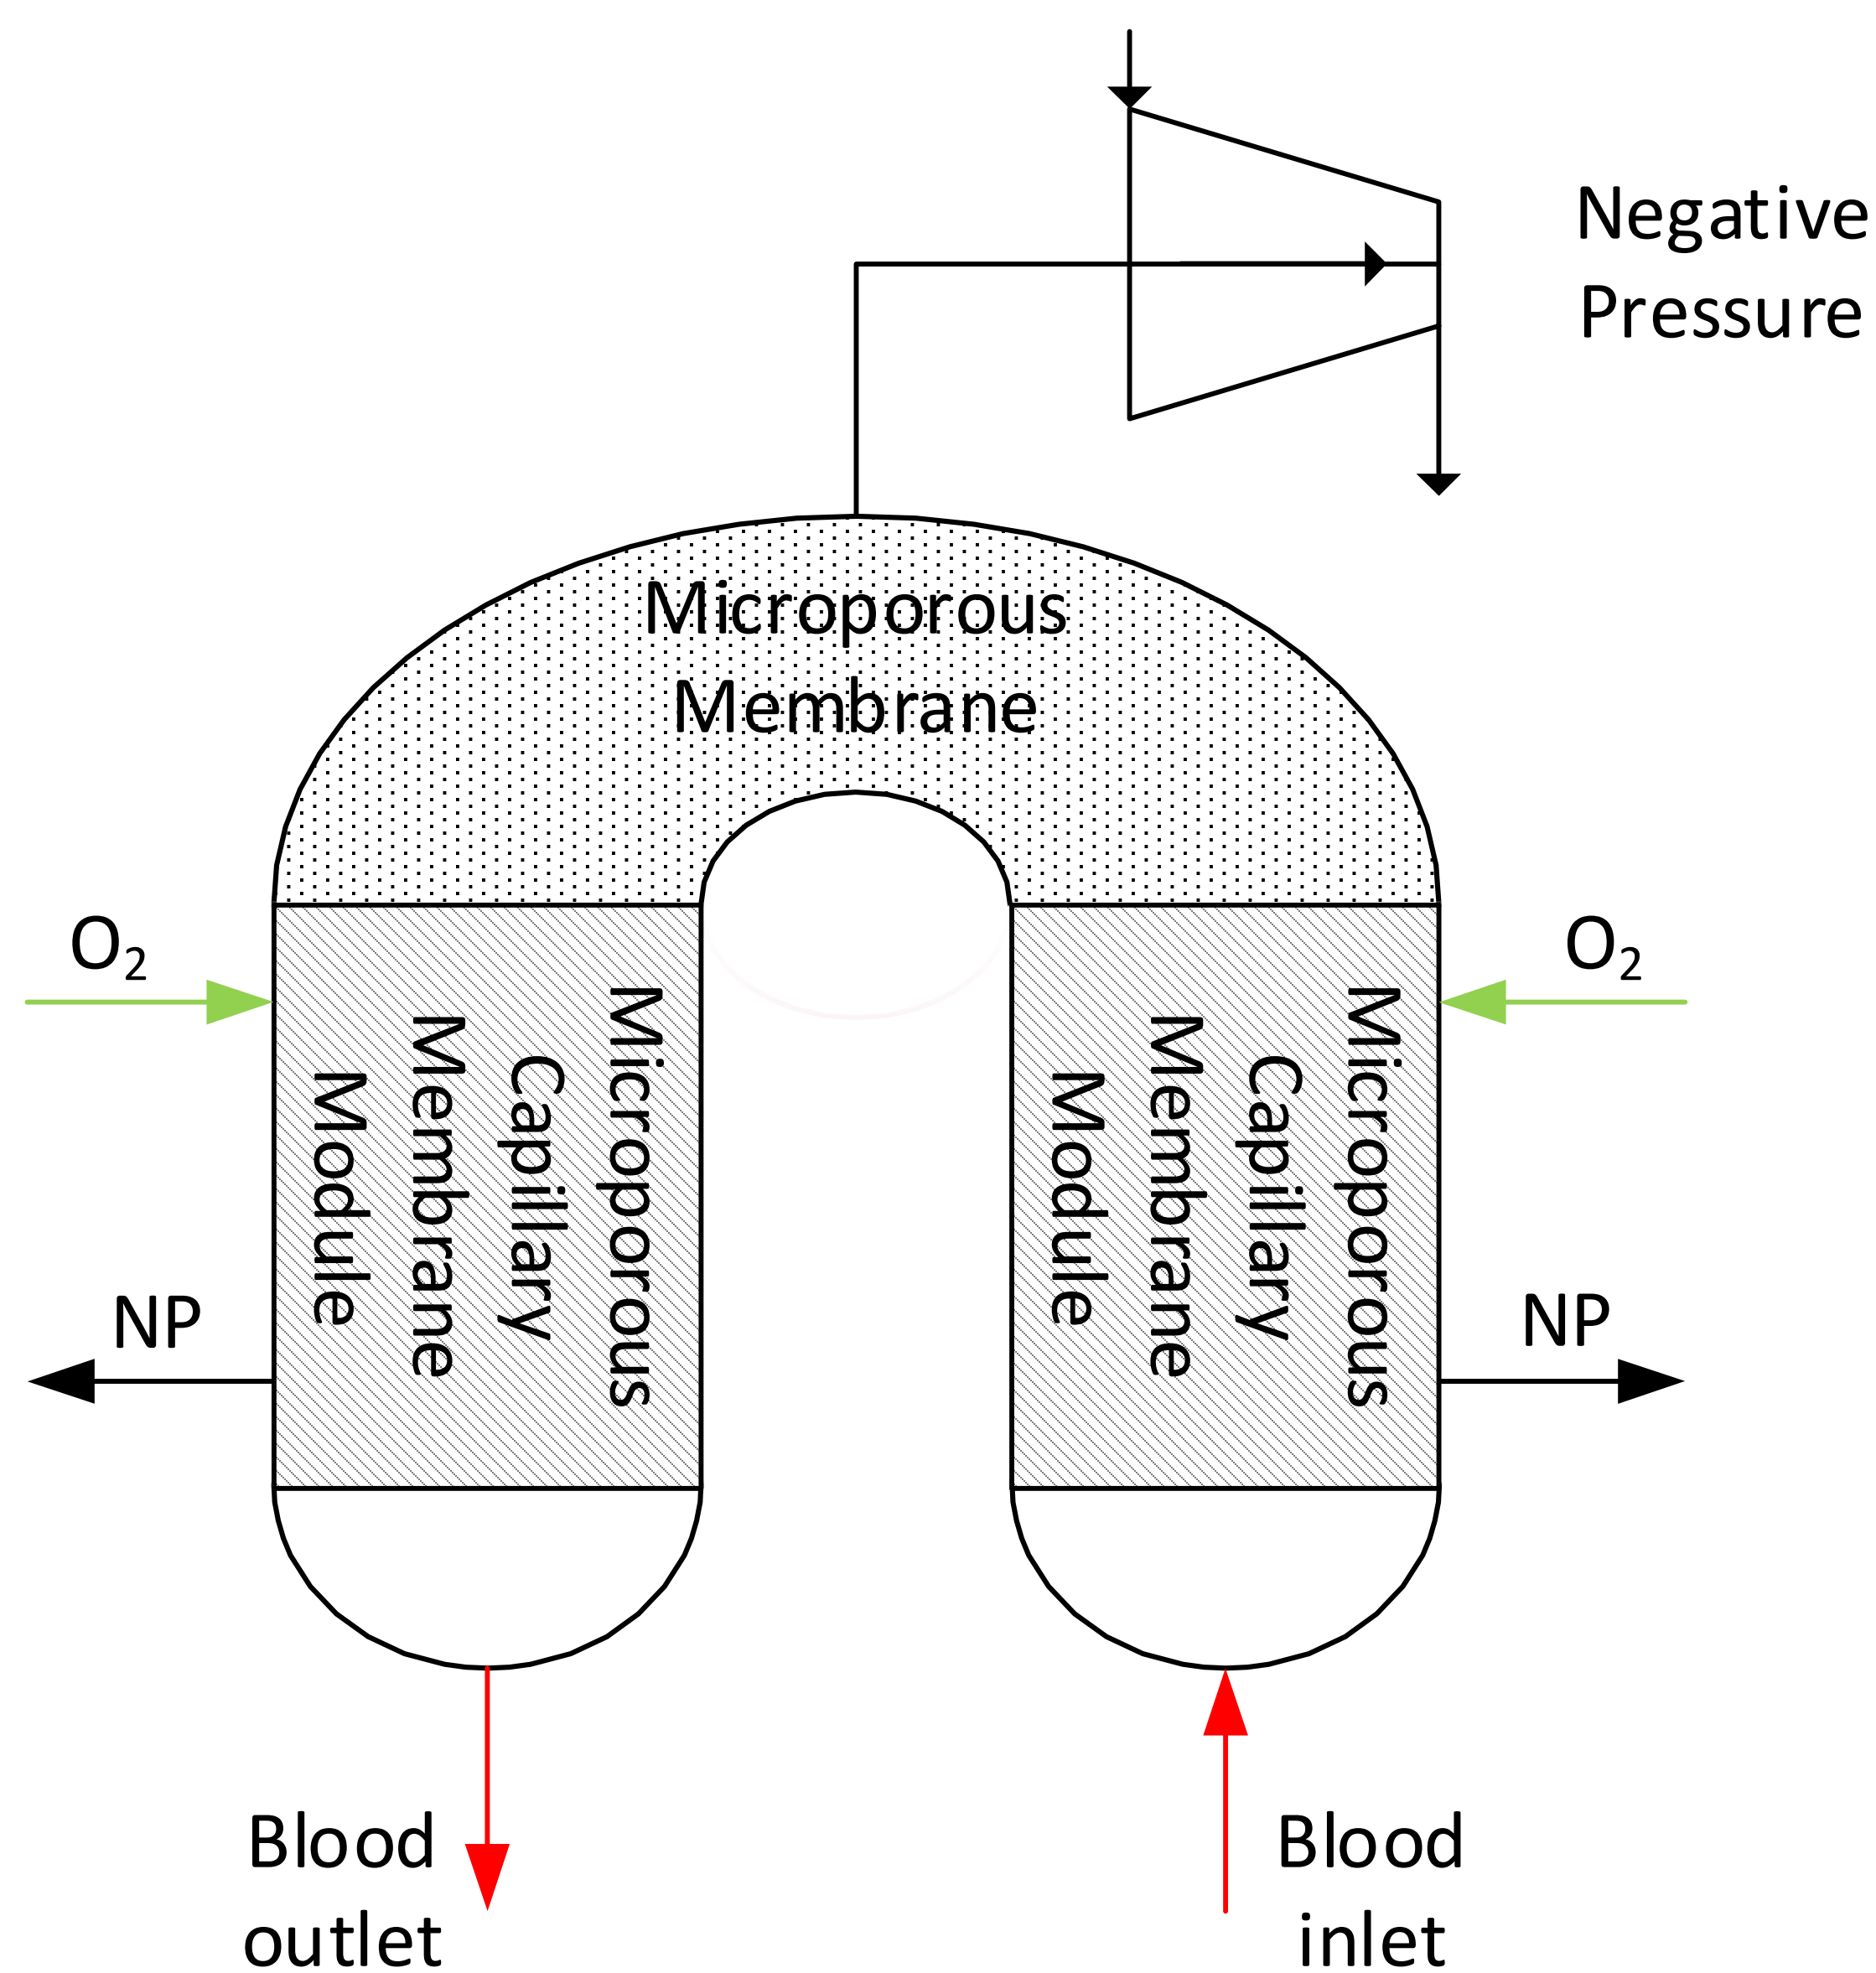 Negative
Pressure
Microporous
Membrane
O₂
O₂
Microporous
Capillary
Membrane
Module
Microporous
Capillary
Membrane
Module
NP
NP
Blood
outlet
Blood
inlet